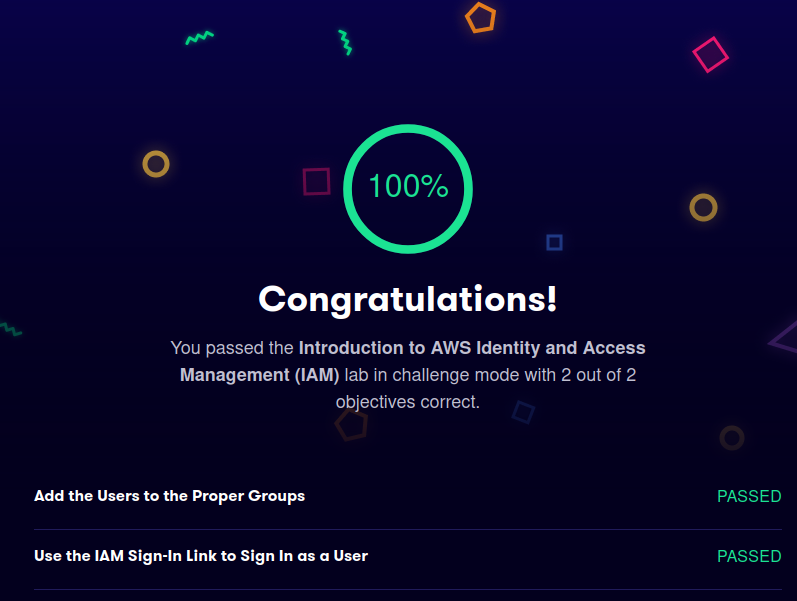 100%
Congratulations!
You passed the Introduction to AWS Identity and Access
Management (IAM) lab in challenge mode with 2 out of 2
objectives correct.
Add the Users to the Proper Groups PASSED
Use the IAM Sign-In Link to Sign In as a User PASSED